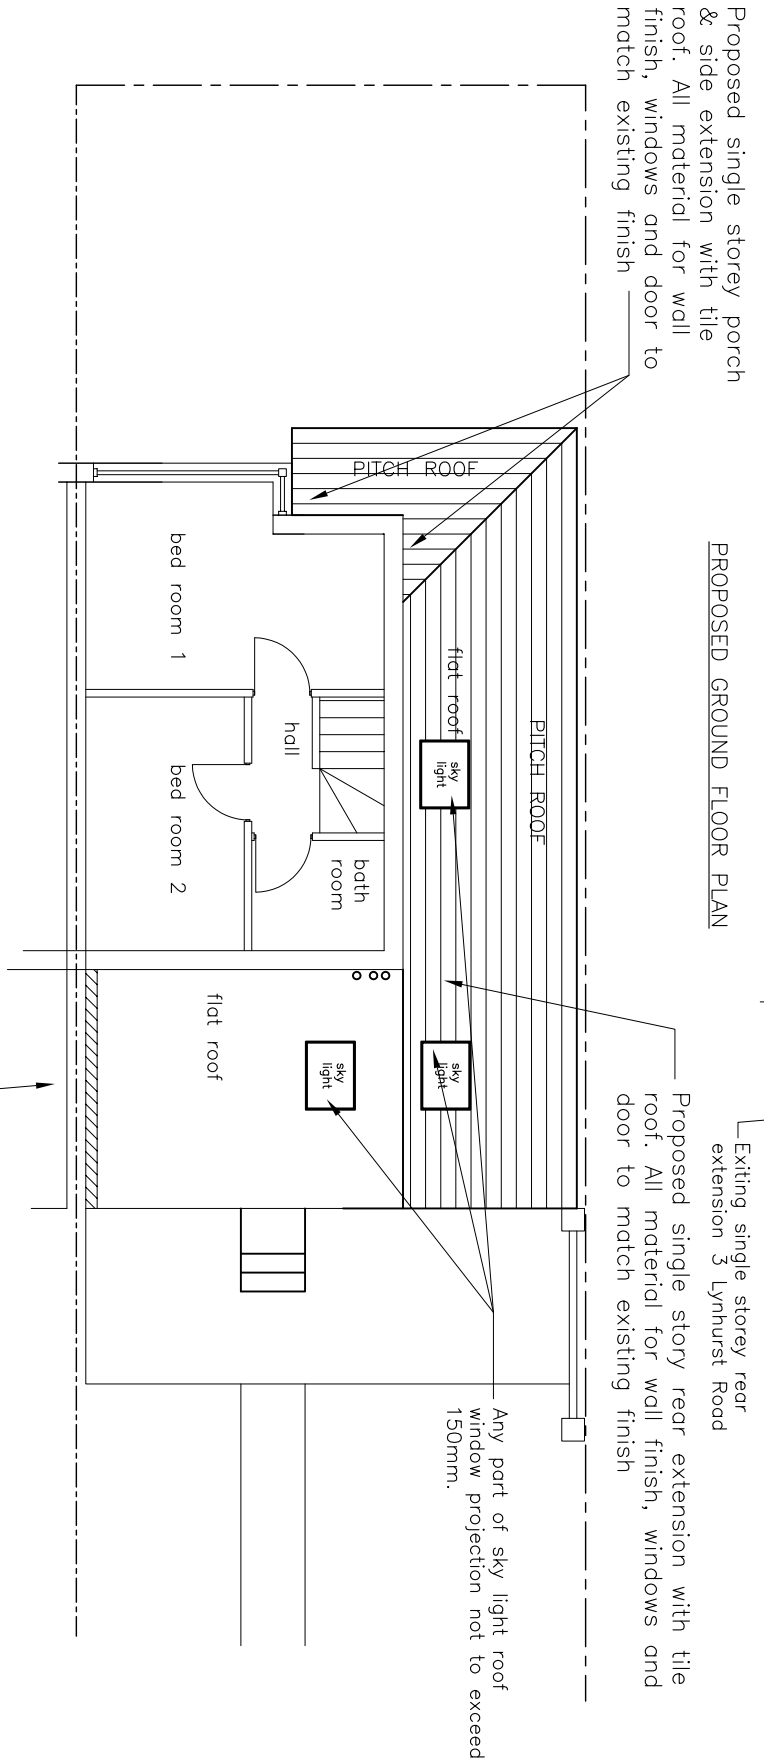 Proposed single storey porch
& side extension with tile
roof. All material for wall
finish, windows and door to
match existing finish
PROPOSED GROUND FLOOR PLAN
Exiting single storey rear
extension 3 Lynhurst Road
Proposed single story rear extension with tile
roof. All material for wall finish, windows and
door to match existing finish
PITCH ROOF
PITCH ROOF
flat roof
sky
light
sky
light
bed room 1
hall
bed room 2
bath
room
flat roof
sky
light
Any part of sky light roof
window projection not to exceed
150mm.